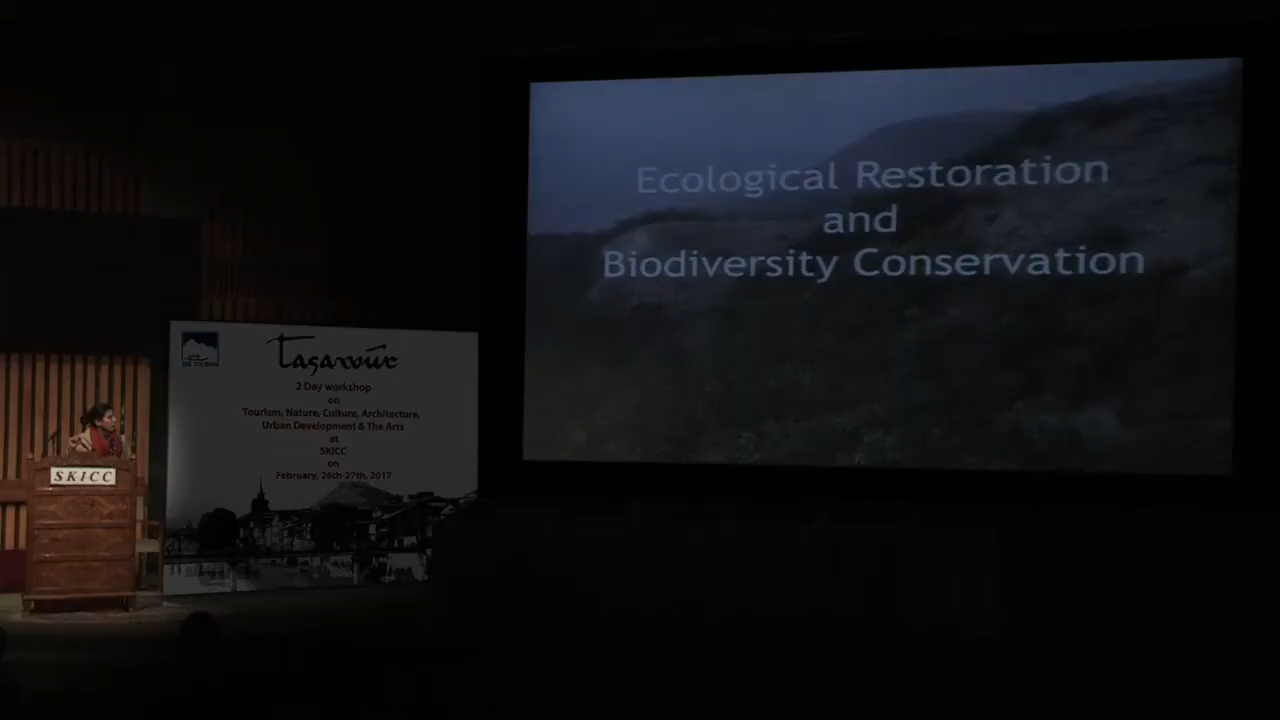 Ecological Restoration
and
Biodiversity Conservation
J&K TOURISM
Tasavvur
2 Day workshop
on
Tourism, Nature, Culture, Architecture,
Urban Development & The Arts
at
SKICC
on
February, 26th-27th, 2017
SKICC